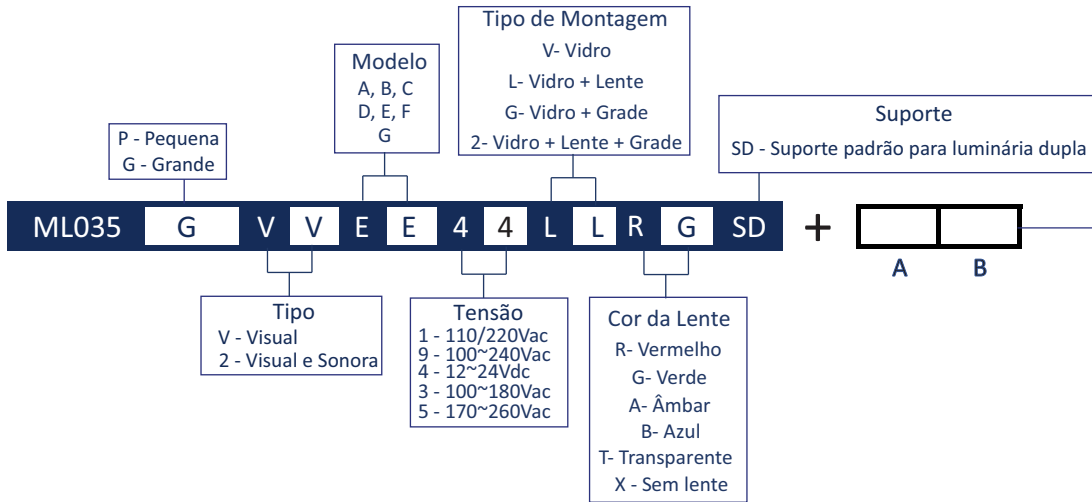 Tipo de Montagem
V- Vidro
L- Vidro + Lente
G- Vidro + Grade
2- Vidro + Lente + Grade
Modelo
A, B, C
D, E, F
G
P - Pequena
G - Grande
Suporte
SD - Suporte padrão para luminária dupla
ML035 G V V E E 4 4 L L R G SD +
A B
Tipo
V - Visual
2 - Visual e Sonora
Tensão
1 - 110/220Vac
9 - 100~240Vac
4 - 12~24Vdc
3 - 100~180Vac
5 - 170~260Vac
Cor da Lente
R- Vermelho
G- Verde
A- Âmbar
B- Azul
T- Transparente
X - Sem lente